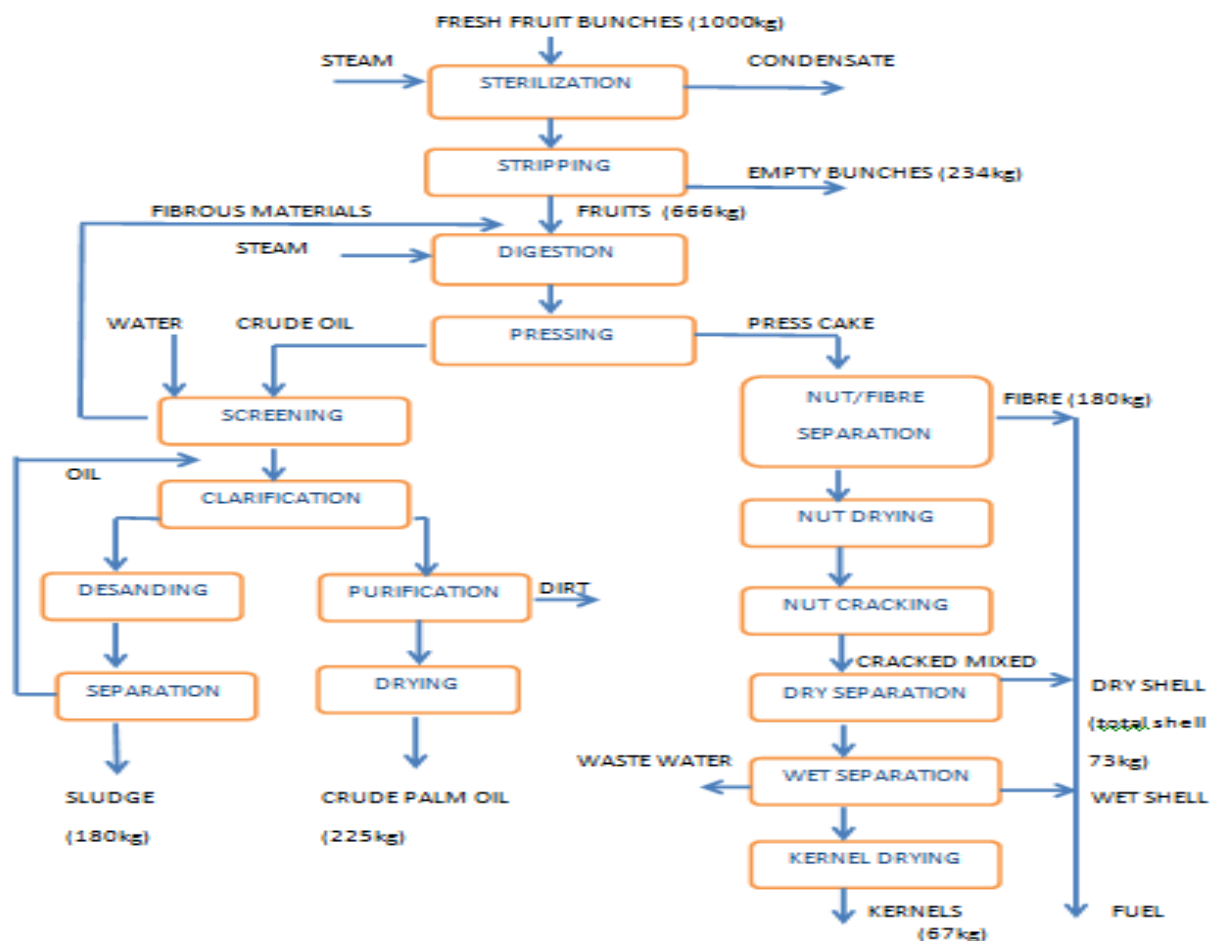 FRESH FRUIT BUNCHES (1000kg)
STEAM
CONDENSATE
STERILIZATION
STRIPPING
EMPTY BUNCHES (234kg)
FIBROUS MATERIALS
FRUITS (666kg)
STEAM
DIGESTION
WATER
CRUDE OIL
PRESSING
PRESS CAKE
SCREENING
NUT/FIBRE
SEPARATION
FIBRE (180kg)
OIL
CLARIFICATION
NUT DRYING
DESANDING
PURIFICATION
DIRT
NUT CRACKING
CRACKED MIXED
SEPARATION
DRYING
DRY SEPARATION
DRY SHELL
(total shell
73kg)
WASTE WATER
WET SEPARATION
WET SHELL
SLUDGE
(180kg)
CRUDE PALM OIL
(225kg)
KERNEL DRYING
KERNELS
(67kg)
FUEL